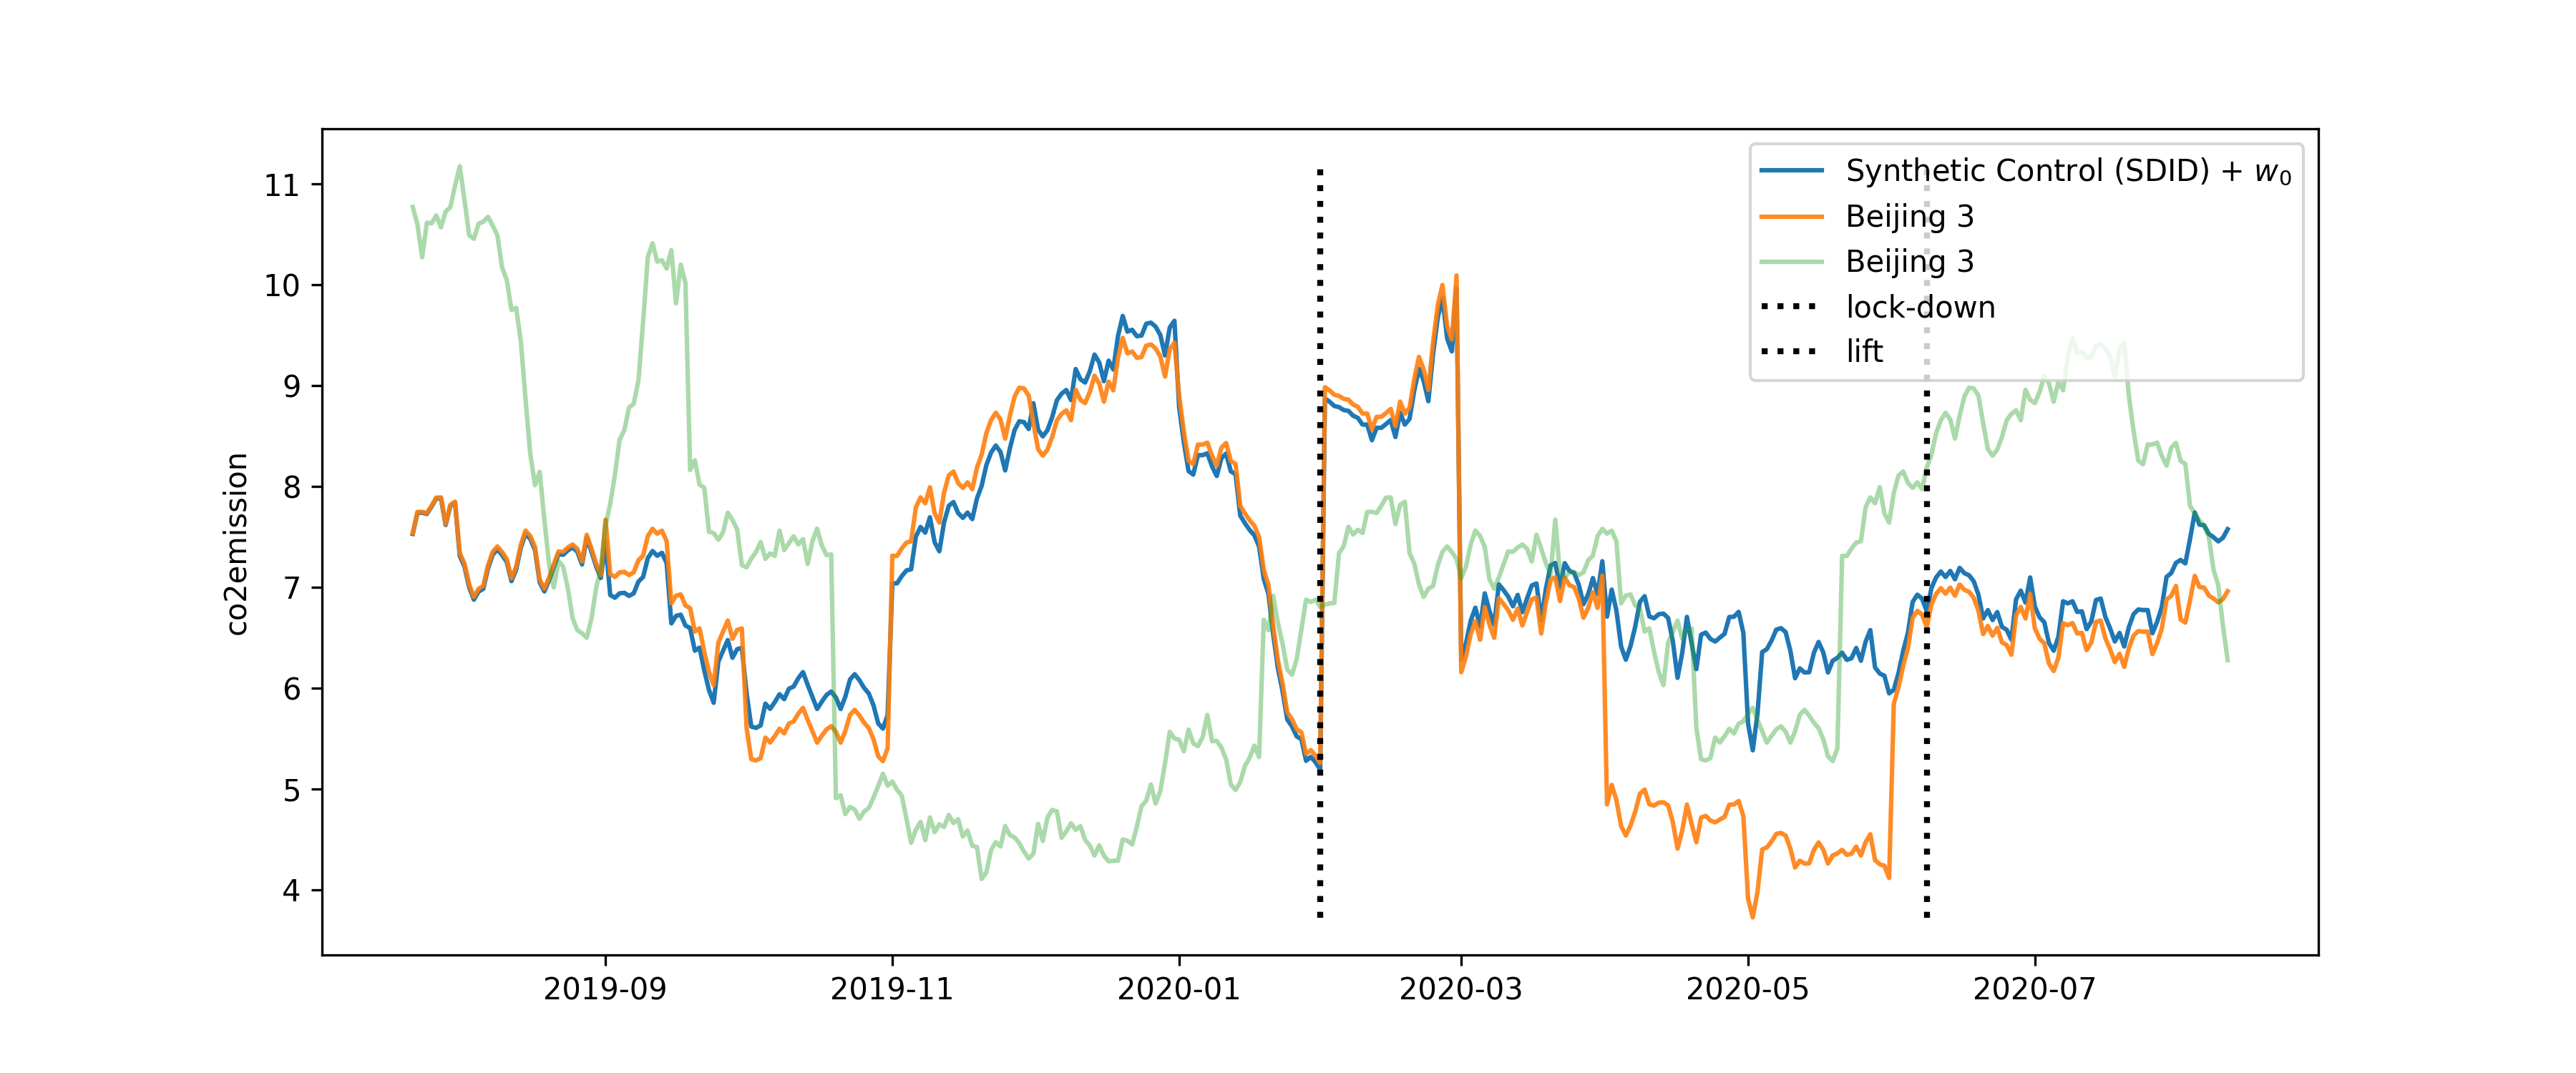 Synthetic Control (SDID) + w₀
Beijing 3
Beijing 3
lock-down
lift
co2emission
11
10
9
8
7
6
5
4
2019-09 2019-11 2020-01 2020-03 2020-05 2020-07